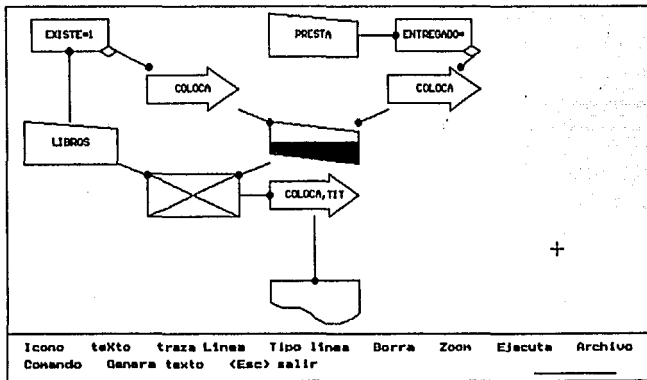 EXISTE=1
PRESTA
ENTREGADO=
COLOCA
COLOCA
LIBROS
COLOCA,TIT
Icono teXto traza Linea Tipo linea Borra Zoom Ejecuta Archivo
Comando Genera texto <Esc> salir